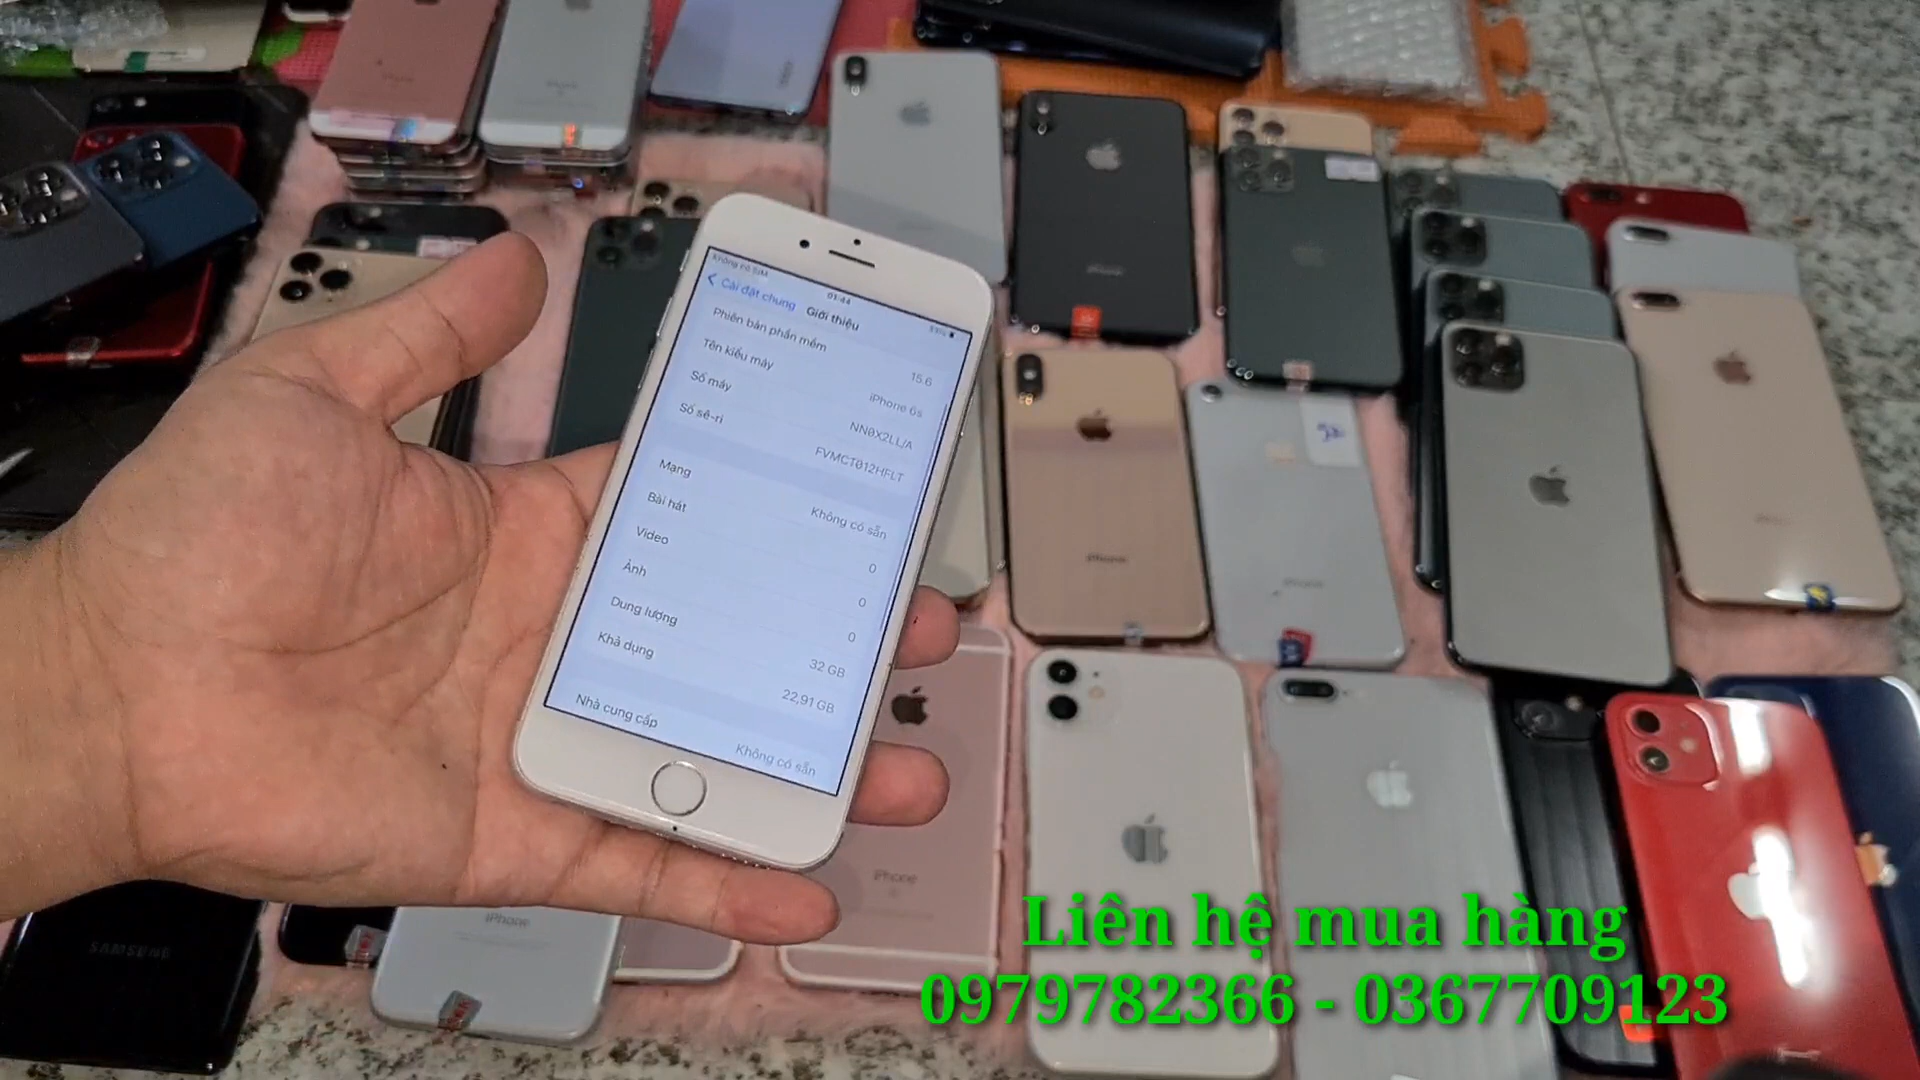 Không có SIM
01:44
Cài đặt chung
Giới thiệu
Phiên bản phần mềm
15.6
Tên kiểu máy
iPhone 6s
Số máy
NN0X2LL/A
Số sê-ri
FVMCT012HFLT
Mạng
Không có sẵn
Bài hát
0
Video
0
Ảnh
0
Dung lượng
32 GB
Khả dụng
22,91 GB
Nhà cung cấp
Không có sẵn
iPhone
iPhone
iPhone
iPhone
iPhone
SAMSUNG
Liên hệ mua hàng
0979782366 - 0367709123